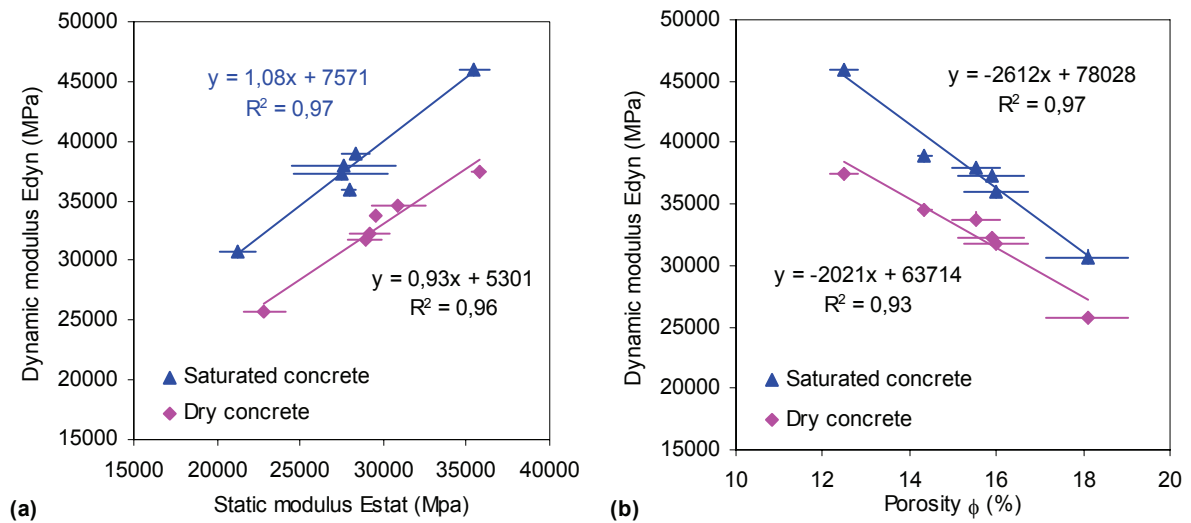 50000
45000
40000
35000
30000
25000
20000
15000
Dynamic modulus Edyn (MPa)
y = 1,08x + 7571
R² = 0,97
y = 0,93x + 5301
R² = 0,96
Saturated concrete
Dry concrete
15000 20000 25000 30000 35000 40000
Static modulus Estat (Mpa)
(a)
50000
45000
40000
35000
30000
25000
20000
15000
Dynamic modulus Edyn (MPa)
y = -2612x + 78028
R² = 0,97
y = -2021x + 63714
R² = 0,93
Saturated concrete
Dry concrete
10 12 14 16 18 20
Porosity ϕ (%)
(b)